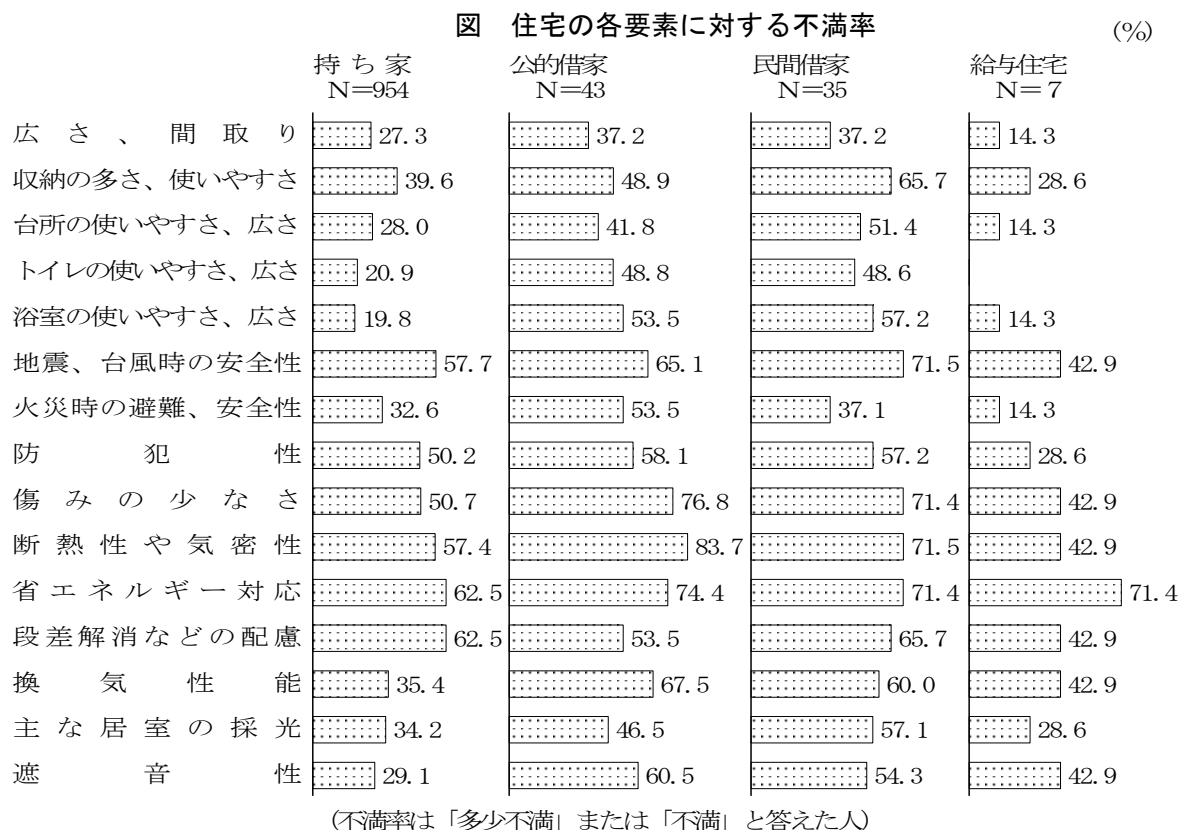 図 住宅の各要素に対する不満率 (%)
持ち家 公的借家 民間借家 給与住宅
N=954 N=43 N=35 N=7
広さ、間取り 27.3 37.2 37.2 14.3
収納の多さ、使いやすさ 39.6 48.9 65.7 28.6
台所の使いやすさ、広さ 28.0 41.8 51.4 14.3
トイレの使いやすさ、広さ 20.9 48.8 48.6
浴室の使いやすさ、広さ 19.8 53.5 57.2 14.3
地震、台風時の安全性 57.7 65.1 71.5 42.9
火災時の避難、安全性 32.6 53.5 37.1 14.3
防犯性 50.2 58.1 57.2 28.6
傷みの少なさ 50.7 76.8 71.4 42.9
断熱性や気密性 57.4 83.7 71.5 42.9
省エネルギー対応 62.5 74.4 71.4 71.4
段差解消などの配慮 62.5 53.5 65.7 42.9
換気性能 35.4 67.5 60.0 42.9
主な居室の採光 34.2 46.5 57.1 28.6
遮音性 29.1 60.5 54.3 42.9
(不満率は「多少不満」または「不満」と答えた人)